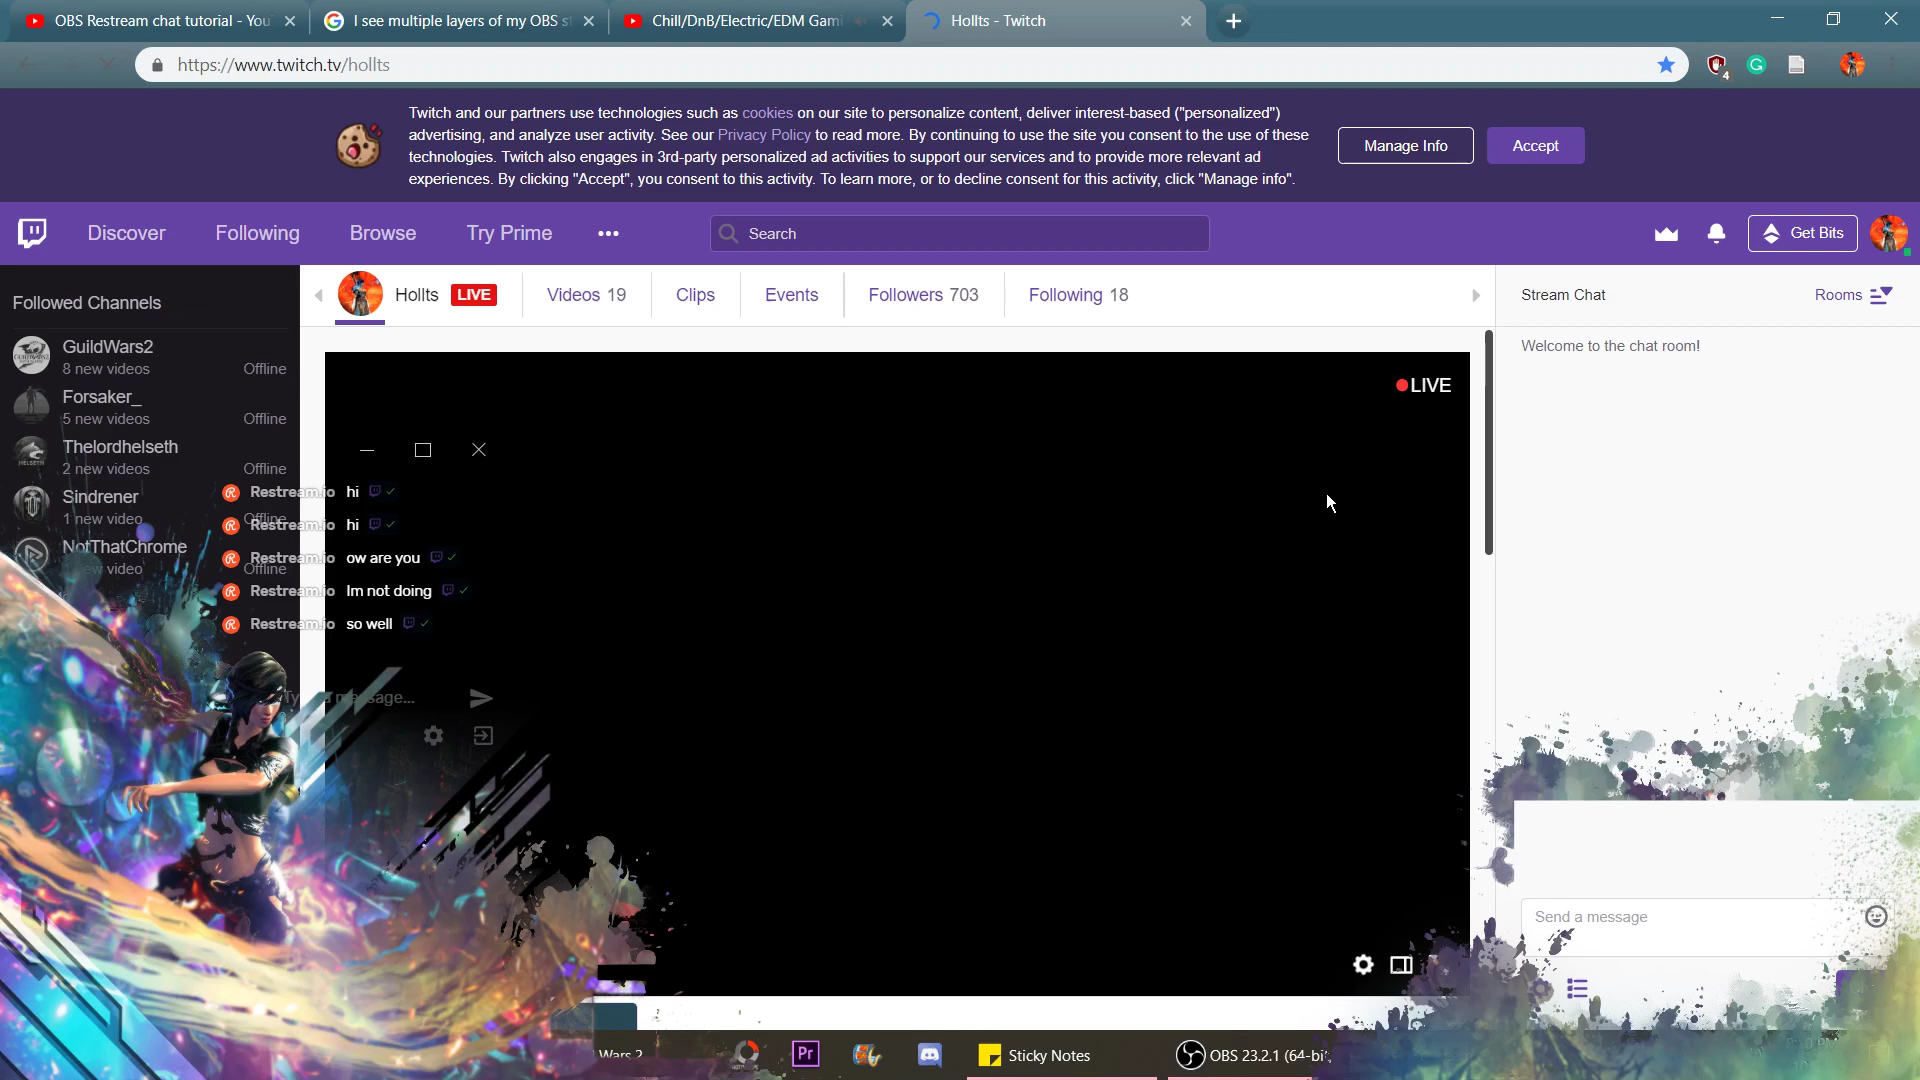 OBS Restream chat tutorial - You
I see multiple layers of my OBS st
Chill/DnB/Electric/EDM Gami
Hollts - Twitch
https://www.twitch.tv/hollts
4
Twitch and our partners use technologies such as cookies on our site to personalize content, deliver interest-based ("personalized")
advertising, and analyze user activity. See our Privacy Policy to read more. By continuing to use the site you consent to the use of these
technologies. Twitch also engages in 3rd-party personalized ad activities to support our services and to provide more relevant ad
experiences. By clicking "Accept", you consent to this activity. To learn more, or to decline consent for this activity, click "Manage info".
Manage Info
Accept
Discover
Following
Browse
Try Prime
Search
Get Bits
Followed Channels
Hollts LIVE
Videos 19
Clips
Events
Followers 703
Following 18
Stream Chat
Rooms
Welcome to the chat room!
GuildWars2
8 new videos Offline
Forsaker_
5 new videos Offline
Thelordhelseth
2 new videos Offline
Sindrener
1 new video Offline
NotThatChrome
new video Offline
LIVE
Restream.io hi
Restream.io hi
Restream.io ow are you
Restream.io Im not doing
Restream.io so well
message...
Send a message
Wars 2
Pr
Sticky Notes
OBS 23.2.1 (64-bi